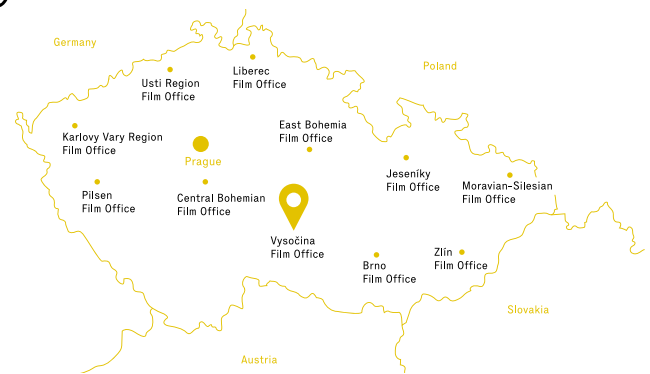 Germany
Poland
Liberec
Film Office
Usti Region
Film Office
East Bohemia
Film Office
Karlovy Vary Region
Film Office
Prague
Jeseníky
Film Office
Moravian-Silesian
Film Office
Pilsen
Film Office
Central Bohemian
Film Office
Vysočina
Film Office
Zlín
Film Office
Brno
Film Office
Slovakia
Austria